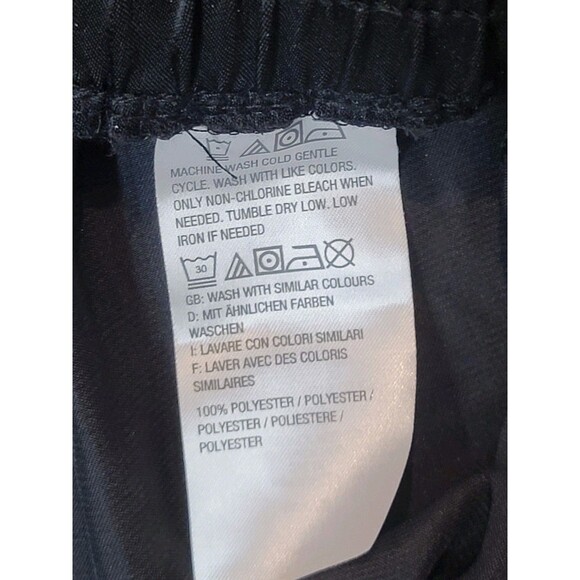 MACHINE WASH COLD GENTLE
CYCLE. WASH WITH LIKE COLORS.
ONLY NON-CHLORINE BLEACH WHEN
NEEDED. TUMBLE DRY LOW. LOW
IRON IF NEEDED
30
GB: WASH WITH SIMILAR COLOURS
D: MIT ÄHNLICHEN FARBEN
WASCHEN
I: LAVARE CON COLORI SIMILARI
F: LAVER AVEC DES COLORIS
SIMILAIRES
100% POLYESTER / POLYESTER /
POLYESTER / POLIESTERE /
POLYESTER